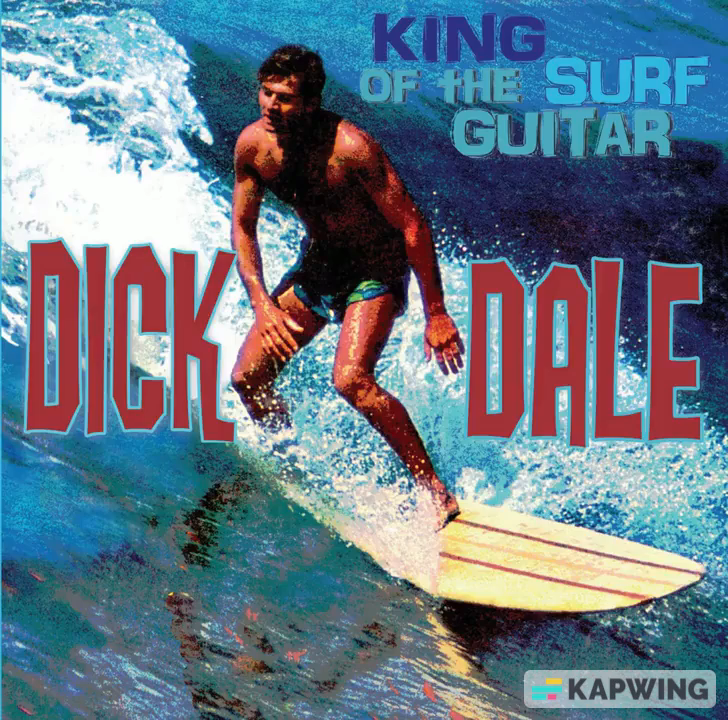 KING
OF tHE SURF
GUITAR
DICK DALE
KAPWING